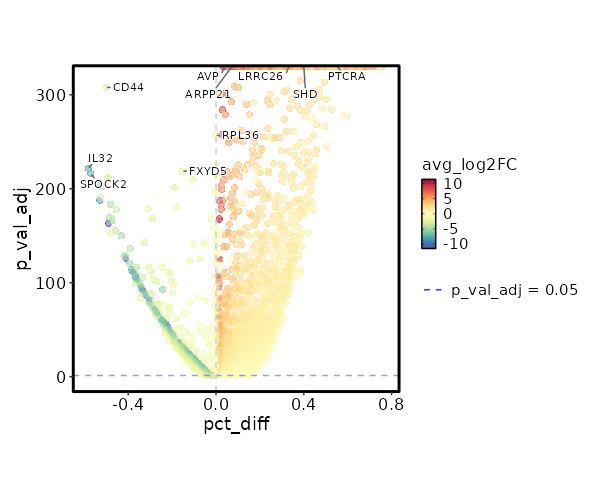 AVP
LRRC26
PTCRA
ARPP21
SHD
CD44
RPL36
IL32
FXYD5
SPOCK2
300
200
100
0
p_val_adj
-0.4
0.0
0.4
0.8
pct_diff
avg_log2FC
10
5
0
-5
-10
p_val_adj = 0.05